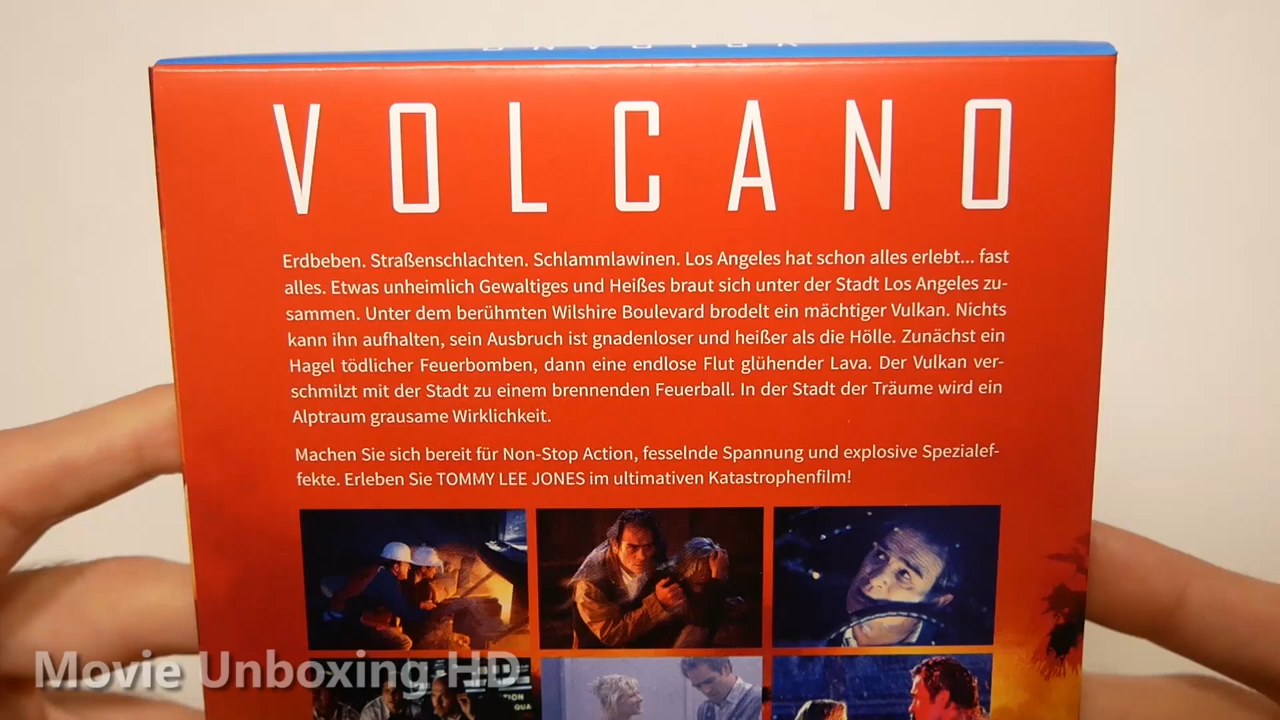 VOLCANO
VOLCANO
Erdbeben. Straßenschlachten. Schlammlawinen. Los Angeles hat schon alles erlebt... fast
alles. Etwas unheimlich Gewaltiges und Heißes braut sich unter der Stadt Los Angeles zu-
sammen. Unter dem berühmten Wilshire Boulevard brodelt ein mächtiger Vulkan. Nichts
kann ihn aufhalten, sein Ausbruch ist gnadenloser und heißer als die Hölle. Zunächst ein
Hagel tödlicher Feuerbomben, dann eine endlose Flut glühender Lava. Der Vulkan ver-
schmilzt mit der Stadt zu einem brennenden Feuerball. In der Stadt der Träume wird ein
Alptraum grausame Wirklichkeit.
Machen Sie sich bereit für Non-Stop Action, fesselnde Spannung und explosive Spezialef-
fekte. Erleben Sie TOMMY LEE JONES im ultimativen Katastrophenfilm!
Movie Unboxing HD